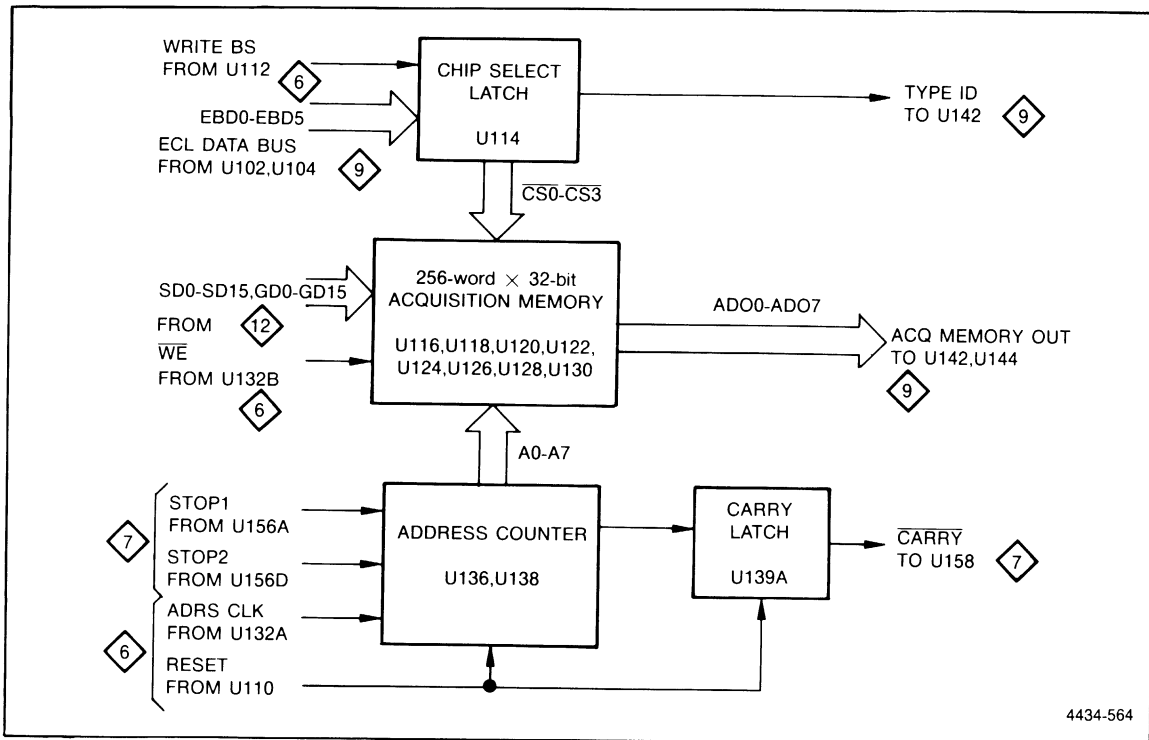 WRITE BS
FROM U112
6
EBD0-EBD5
ECL DATA BUS
FROM U102,U104
9
CHIP SELECT
LATCH
U114
TYPE ID
TO U142
9
CS0-CS3
SD0-SD15,GD0-GD15
FROM 12
WE
FROM U132B
6
256-word × 32-bit
ACQUISITION MEMORY
U116,U118,U120,U122,
U124,U126,U128,U130
ADO0-ADO7
ACQ MEMORY OUT
TO U142,U144
9
A0-A7
7
STOP1
FROM U156A
STOP2
FROM U156D
6
ADRS CLK
FROM U132A
RESET
FROM U110
ADDRESS COUNTER
U136,U138
CARRY
LATCH
U139A
CARRY
TO U158
7
4434-564